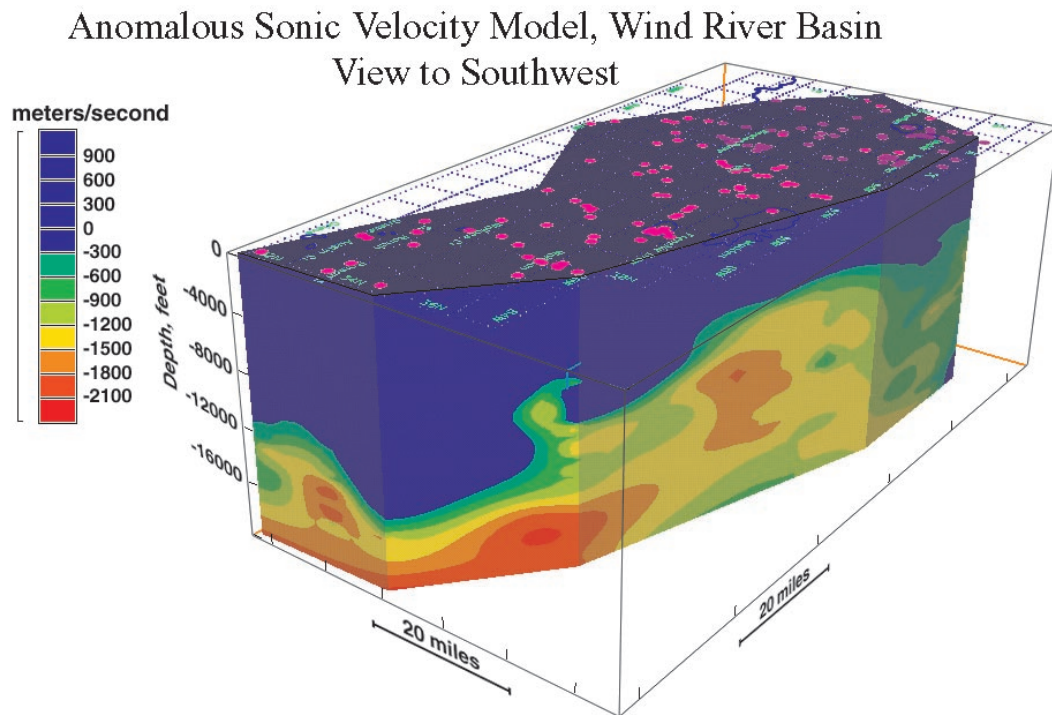 Anomalous Sonic Velocity Model, Wind River Basin
View to Southwest
meters/second
900
600
300
0
-300
-600
-900
-1200
-1500
-1800
-2100
0
-4000
-8000
-12000
-16000
Depth, feet
20 miles
20 miles